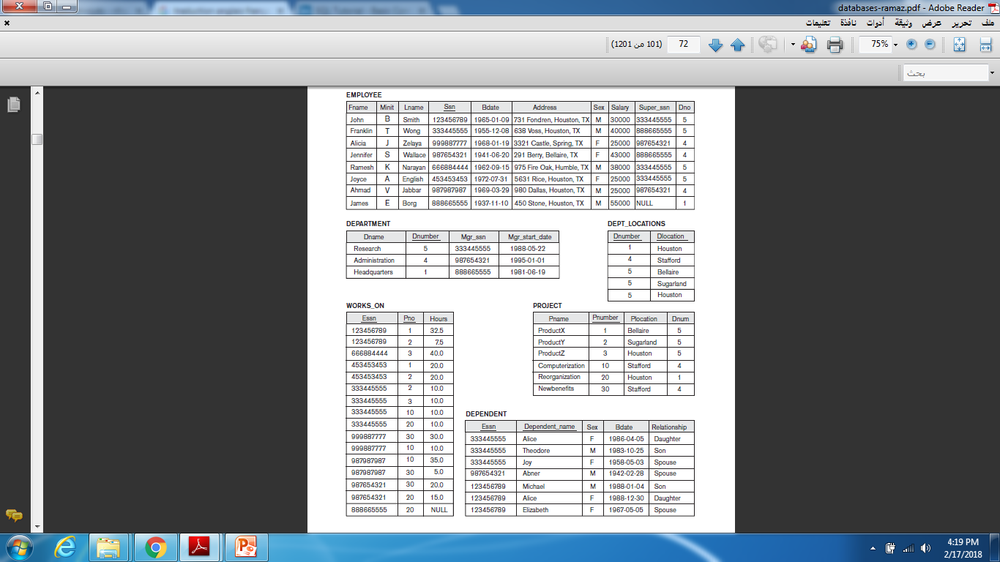 databases-ramaz.pdf - Adobe Reader
ملف تحرير عرض وثيقة أدوات نافذة تعليمات
75% 72 (101 من 1201)
بحث
EMPLOYEE
Fname Minit Lname Ssn Bdate Address Sex Salary Super_ssn Dno
John B Smith 123456789 1965-01-09 731 Fondren, Houston, TX M 30000 333445555 5
Franklin T Wong 333445555 1955-12-08 638 Voss, Houston, TX M 40000 888665555 5
Alicia J Zelaya 999887777 1968-01-19 3321 Castle, Spring, TX F 25000 987654321 4
Jennifer S Wallace 987654321 1941-06-20 291 Berry, Bellaire, TX F 43000 888665555 4
Ramesh K Narayan 666884444 1962-09-15 975 Fire Oak, Humble, TX M 38000 333445555 5
Joyce A English 453453453 1972-07-31 5631 Rice, Houston, TX F 25000 333445555 5
Ahmad V Jabbar 987987987 1969-03-29 980 Dallas, Houston, TX M 25000 987654321 4
James E Borg 888665555 1937-11-10 450 Stone, Houston, TX M 55000 NULL 1
DEPARTMENT
Dname Dnumber Mgr_ssn Mgr_start_date
Research 5 333445555 1988-05-22
Administration 4 987654321 1995-01-01
Headquarters 1 888665555 1981-06-19
DEPT_LOCATIONS
Dnumber Dlocation
1 Houston
4 Stafford
5 Bellaire
5 Sugarland
5 Houston
WORKS_ON
Essn Pno Hours
123456789 1 32.5
123456789 2 7.5
666884444 3 40.0
453453453 1 20.0
453453453 2 20.0
333445555 2 10.0
333445555 3 10.0
333445555 10 10.0
333445555 20 10.0
999887777 30 30.0
999887777 10 10.0
987987987 10 35.0
987987987 30 5.0
987654321 30 20.0
987654321 20 15.0
888665555 20 NULL
PROJECT
Pname Pnumber Plocation Dnum
ProductX 1 Bellaire 5
ProductY 2 Sugarland 5
ProductZ 3 Houston 5
Computerization 10 Stafford 4
Reorganization 20 Houston 1
Newbenefits 30 Stafford 4
DEPENDENT
Essn Dependent_name Sex Bdate Relationship
333445555 Alice F 1986-04-05 Daughter
333445555 Theodore M 1983-10-25 Son
333445555 Joy F 1958-05-03 Spouse
987654321 Abner M 1942-02-28 Spouse
123456789 Michael M 1988-01-04 Son
123456789 Alice F 1988-12-30 Daughter
123456789 Elizabeth F 1967-05-05 Spouse
4:19 PM
2/17/2018